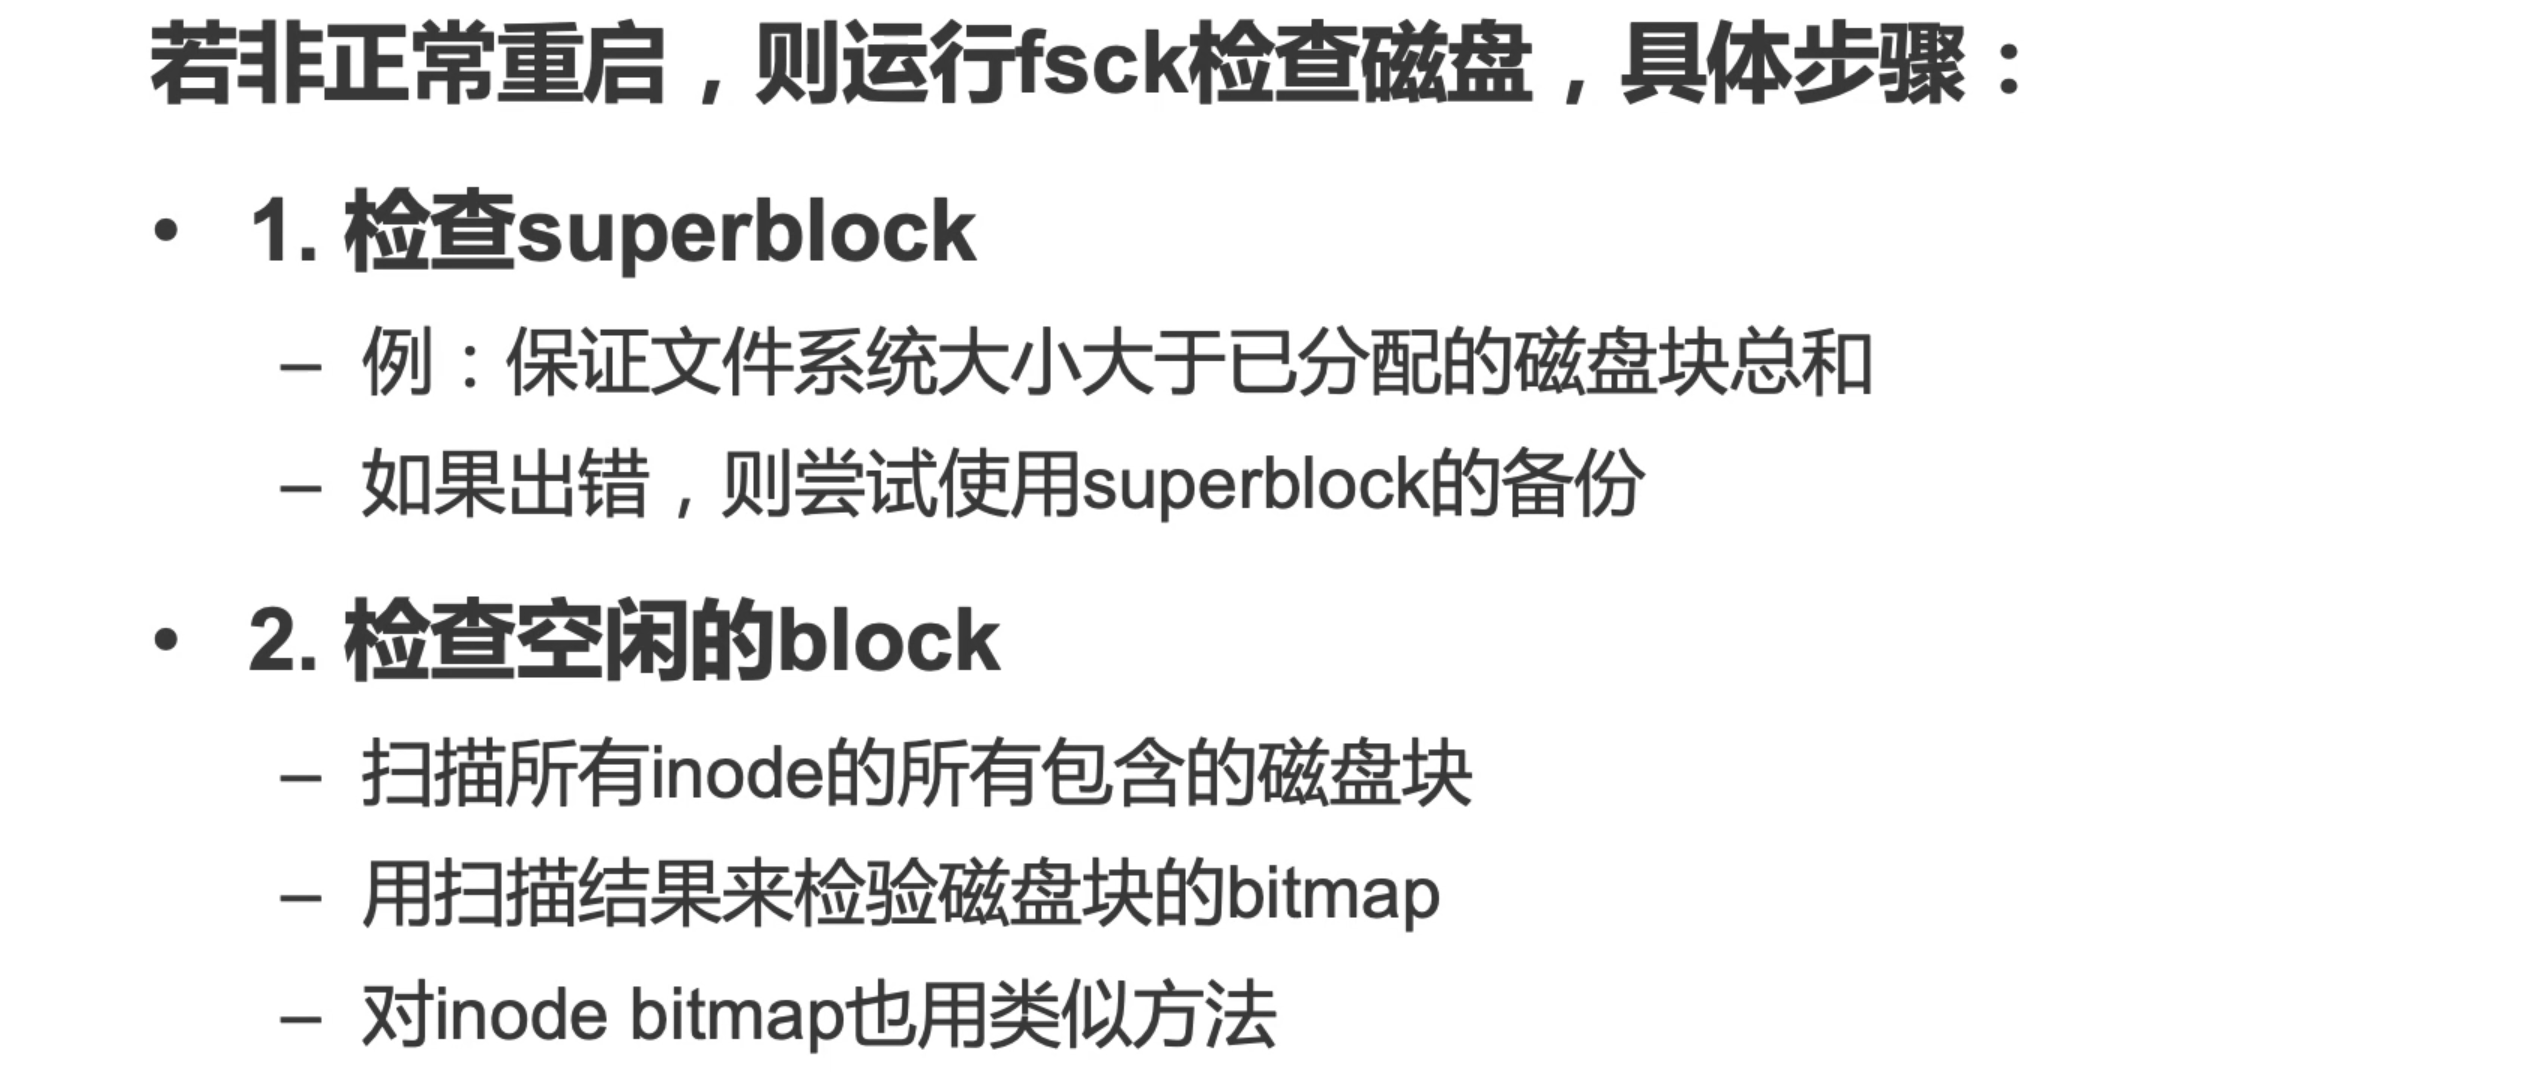 若非正常重启，则运行fsck检查磁盘，具体步骤：
• 1. 检查superblock
– 例：保证文件系统大小大于已分配的磁盘块总和
– 如果出错，则尝试使用superblock的备份
• 2. 检查空闲的block
– 扫描所有inode的所有包含的磁盘块
– 用扫描结果来检验磁盘块的bitmap
– 对inode bitmap也用类似方法